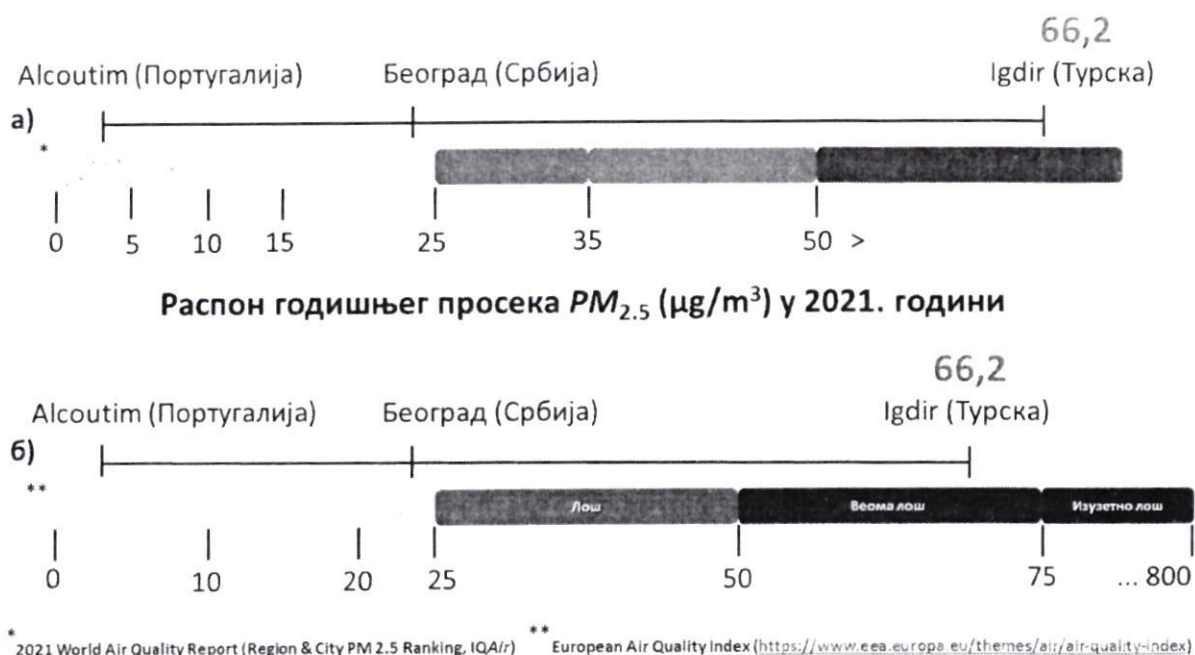 66,2
Alcoutim (Португалија) Београд (Србија) Igdir (Турска)
а)
*
0 5 10 15 25 35 50 >
Распон годишњег просека PM2.5 (µg/m³) у 2021. години
66,2
Alcoutim (Португалија) Београд (Србија) Igdir (Турска)
б)
**
Лош Веома лош Изузетно лош
0 10 20 25 50 75 ... 800
* 2021 World Air Quality Report (Region & City PM 2.5 Ranking, IQAir) ** European Air Quality Index (https://www.eea.europa.eu/themes/air/air-quality-index)